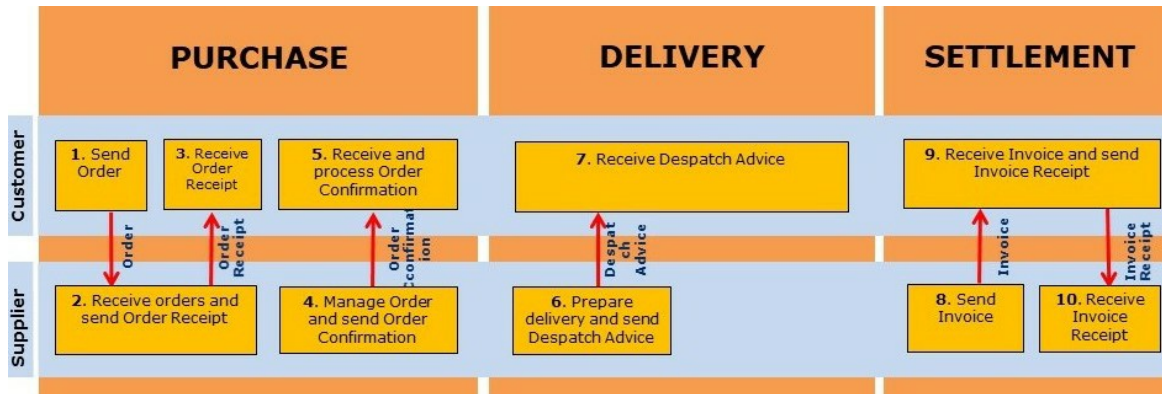 PURCHASE
DELIVERY
SETTLEMENT
Customer
1. Send
Order
3. Receive
Order
Receipt
5. Receive and
process Order
Confirmation
7. Receive Despatch Advice
9. Receive Invoice and send
Invoice Receipt
Order
Order
Receipt
Order
Cconfirmat
ion
Despat
ch
Advice
Invoice
Invoice
Receipt
Supplier
2. Receive orders and
send Order Receipt
4. Manage Order
and send Order
Confirmation
6. Prepare
delivery and send
Despatch Advice
8. Send
Invoice
10. Receive
Invoice
Receipt